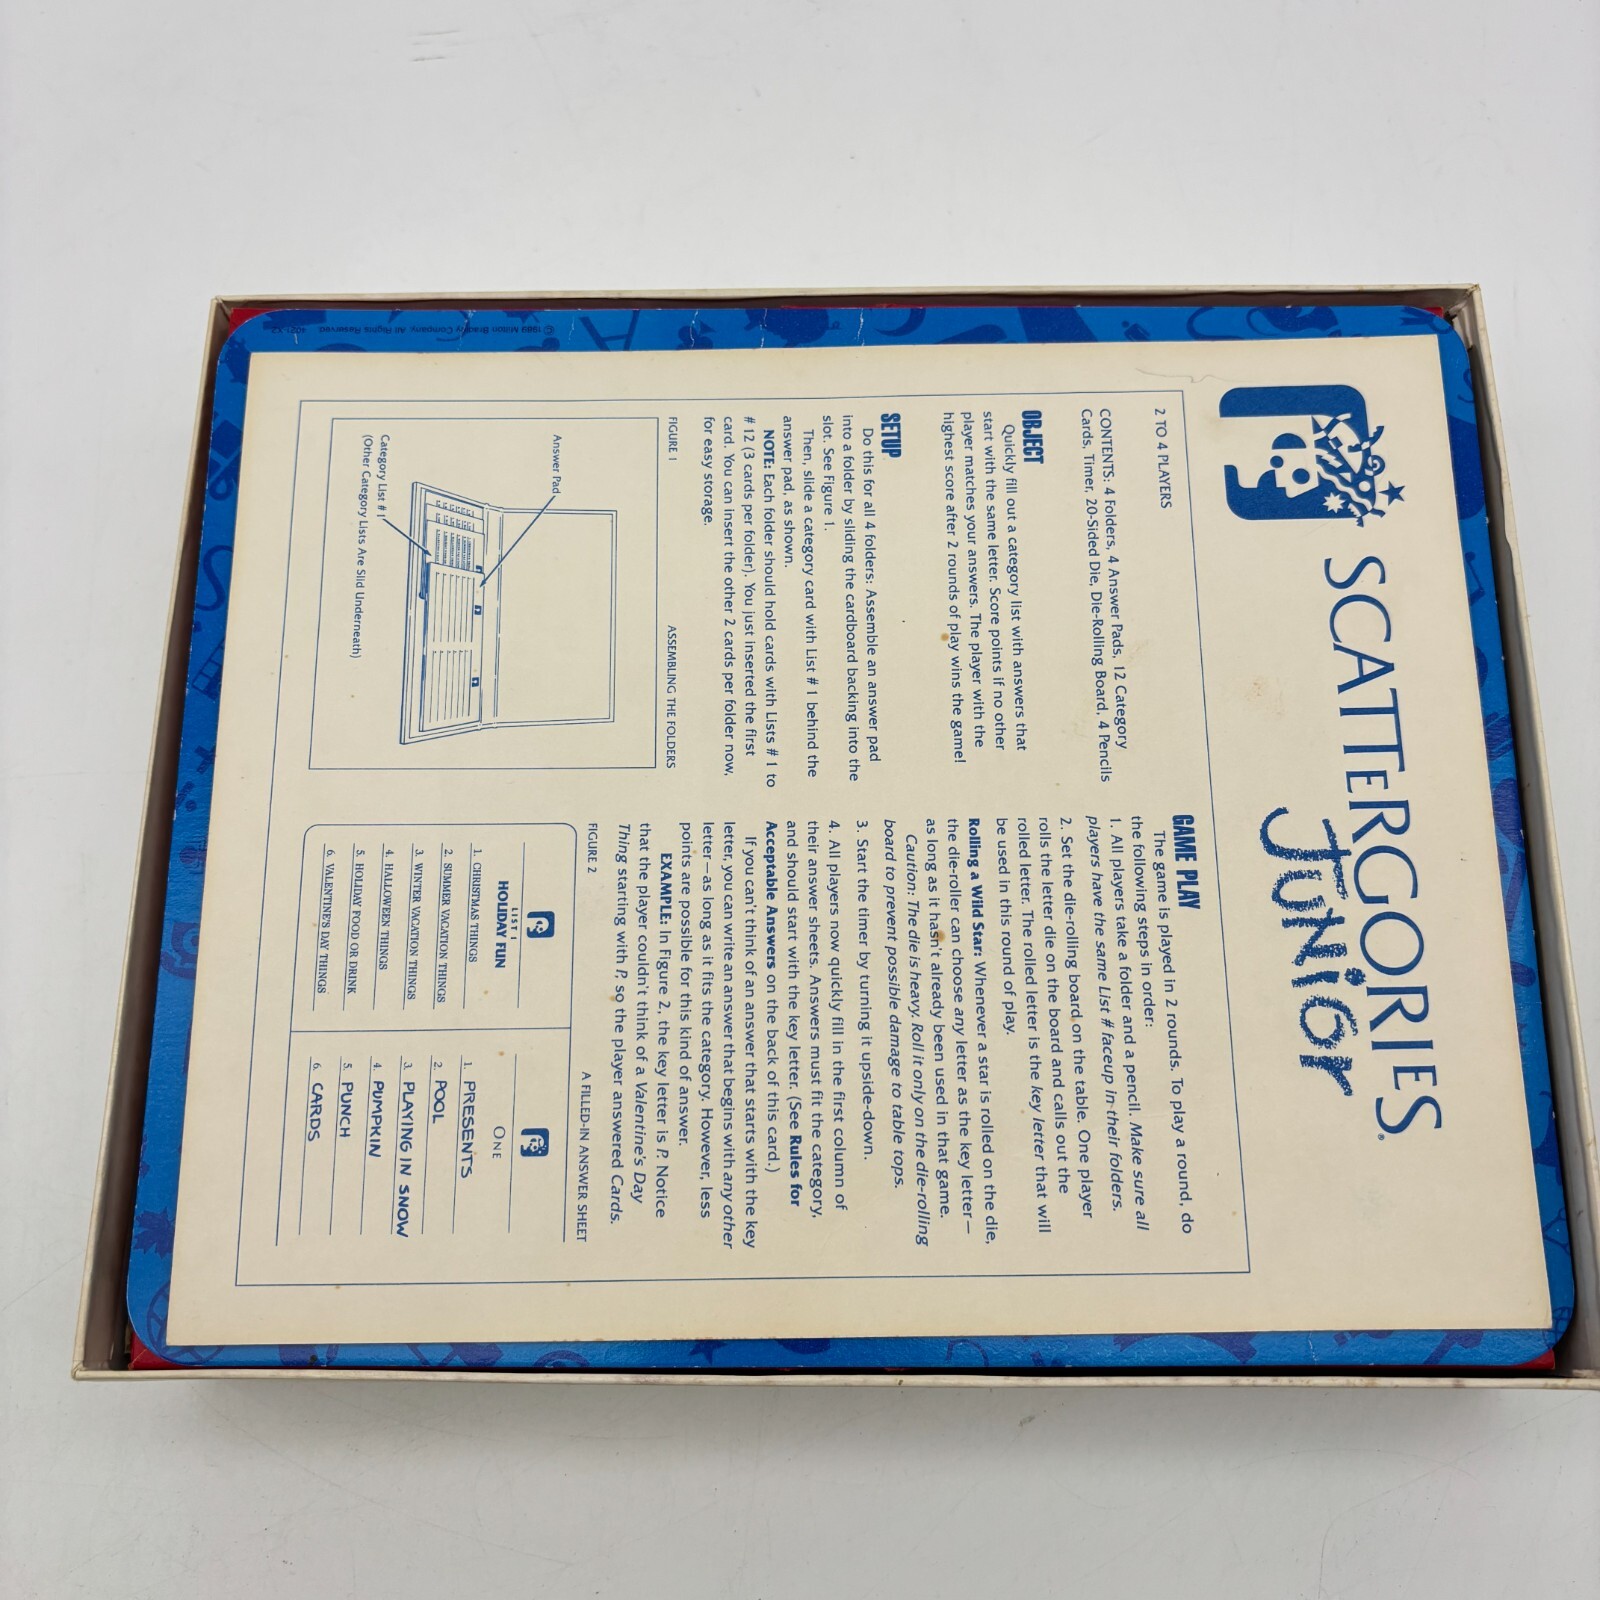 SCATTERGORIES®
JUNIOR
2 TO 4 PLAYERS
CONTENTS: 4 Folders, 4 Answer Pads, 12 Category
Cards, Timer, 20-Sided Die, Die-Rolling Board, 4 Pencils
OBJECT
Quickly fill out a category list with answers that
start with the same letter. Score points if no other
player matches your answers. The player with the
highest score after 2 rounds of play wins the game!
SETUP
Do this for all 4 folders: Assemble an answer pad
into a folder by sliding the cardboard backing into the
slot. See Figure 1.
Then, slide a category card with List # 1 behind the
answer pad, as shown.
NOTE: Each folder should hold cards with Lists # 1 to
# 12 (3 cards per folder). You just inserted the first
card. You can insert the other 2 cards per folder now,
for easy storage.
FIGURE 1
ASSEMBLING THE FOLDERS
Answer Pad
Category List # 1
(Other Category Lists Are Slid Underneath)
GAME PLAY
The game is played in 2 rounds. To play a round, do
the following steps in order:
1. All players take a folder and a pencil. Make sure all
players have the same List # faceup in their folders.
2. Set the die-rolling board on the table. One player
rolls the letter die on the board and calls out the
rolled letter. The rolled letter is the key letter that will
be used in this round of play.
Rolling a Wild Star: Whenever a star is rolled on the die,
the die-roller can choose any letter as the key letter—
as long as it hasn't already been used in that game.
Caution: The die is heavy. Roll it only on the die-rolling
board to prevent possible damage to table tops.
3. Start the timer by turning it upside-down.
4. All players now quickly fill in the first column of
their answer sheets. Answers must fit the category,
and should start with the key letter. (See Rules for
Acceptable Answers on the back of this card.)
If you can't think of an answer that starts with the key
letter, you can write an answer that begins with any other
letter—as long as it fits the category. However, less
points are possible for this kind of answer.
EXAMPLE: In Figure 2, the key letter is P. Notice
that the player couldn't think of a Valentine's Day
Thing starting with P, so the player answered Cards.
FIGURE 2
A FILLED-IN ANSWER SHEET
LIST 1
HOLIDAY FUN
1. CHRISTMAS THINGS
2. SUMMER VACATION THINGS
3. WINTER VACATION THINGS
4. HALLOWEEN THINGS
5. HOLIDAY FOOD OR DRINK
6. VALENTINE'S DAY THINGS
ONE
1. PRESENTS
2. POOL
3. PLAYING IN SNOW
4. PUMPKIN
5. PUNCH
6. CARDS
© 1989 Milton Bradley Company. All Rights Reserved. 4021-X2